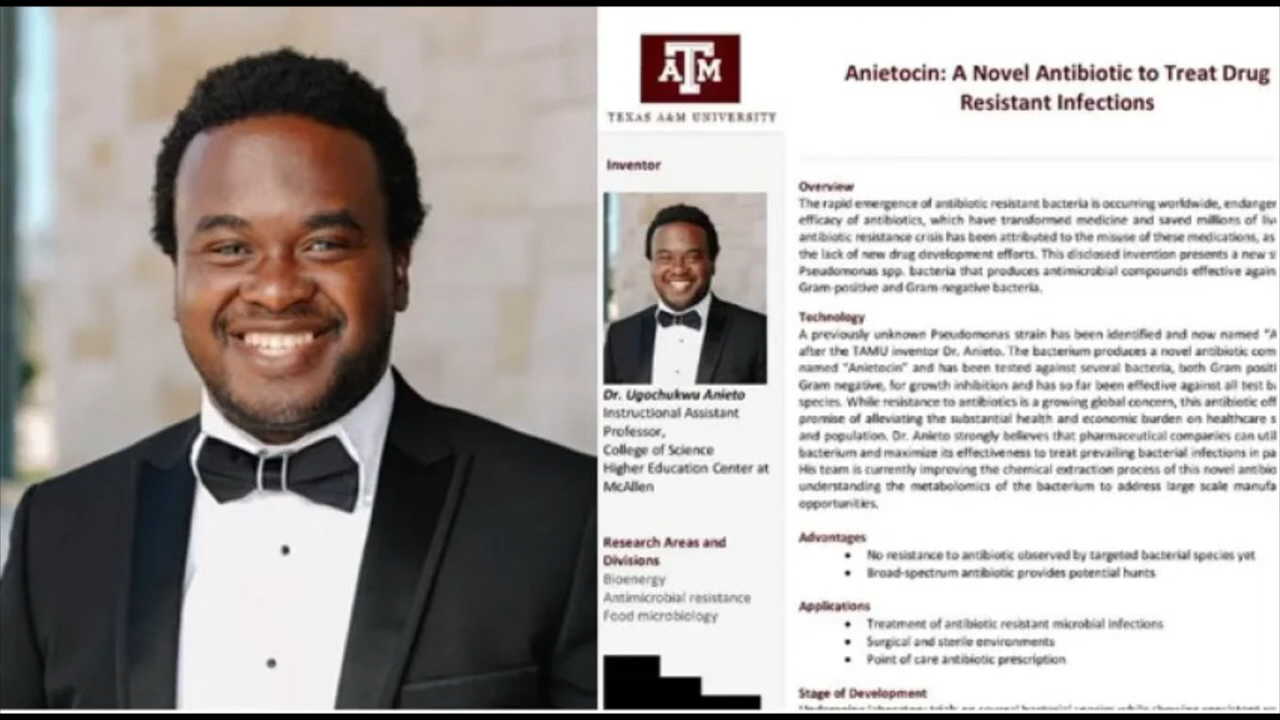 ATM
TEXAS A&M UNIVERSITY
Inventor
Dr. Ugochukwu Anieto
Instructional Assistant
Professor,
College of Science
Higher Education Center at
McAllen
Research Areas and
Divisions
Bioenergy
Antimicrobial resistance
Food microbiology
Anietocin: A Novel Antibiotic to Treat Drug
Resistant Infections
Overview
The rapid emergence of antibiotic resistant bacteria is occurring worldwide, endanger
efficacy of antibiotics, which have transformed medicine and saved millions of liv
antibiotic resistance crisis has been attributed to the misuse of these medications, as
the lack of new drug development efforts. This disclosed invention presents a new s
Pseudomonas spp. bacteria that produces antimicrobial compounds effective again
Gram-positive and Gram-negative bacteria.
Technology
A previously unknown Pseudomonas strain has been identified and now named "A
after the TAMU inventor Dr. Anieto. The bacterium produces a novel antibiotic com
named "Anietocin" and has been tested against several bacteria, both Gram positi
Gram negative, for growth inhibition and has so far been effective against all test b
species. While resistance to antibiotics is a growing global concern, this antibiotic off
promise of alleviating the substantial health and economic burden on healthcare s
and population. Dr. Anieto strongly believes that pharmaceutical companies can util
bacterium and maximize its effectiveness to treat prevailing bacterial infections in pa
His team is currently improving the chemical extraction process of this novel antibio
understanding the metabolomics of the bacterium to address large scale manufa
opportunities.
Advantages
• No resistance to antibiotic observed by targeted bacterial species yet
• Broad-spectrum antibiotic provides potential hunts
Applications
• Treatment of antibiotic resistant microbial infections
• Surgical and sterile environments
• Point of care antibiotic prescription
Stage of Development